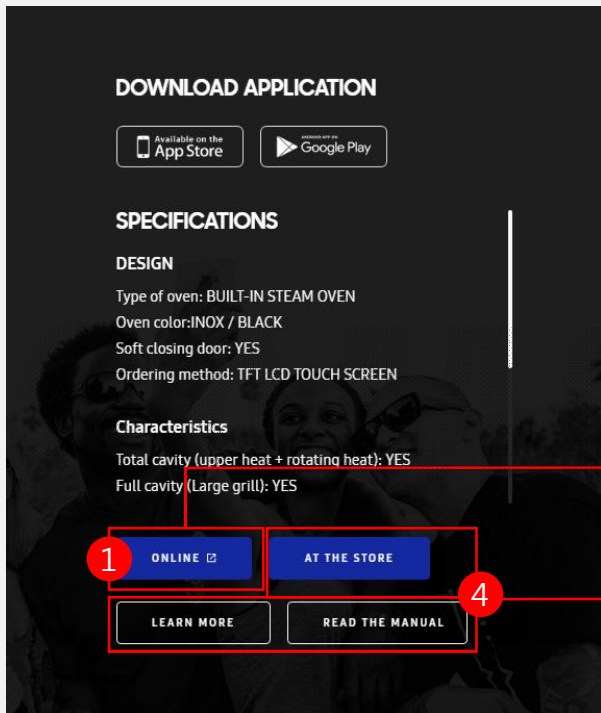 DOWNLOAD APPLICATION
Available on the
App Store
ANDROID APP ON
Google Play
SPECIFICATIONS
DESIGN
Type of oven: BUILT-IN STEAM OVEN
Oven color:INOX / BLACK
Soft closing door: YES
Ordering method: TFT LCD TOUCH SCREEN
Characteristics
Total cavity (upper heat + rotating heat): YES
Full cavity (Large grill): YES
1
ONLINE
AT THE STORE
4
LEARN MORE
READ THE MANUAL